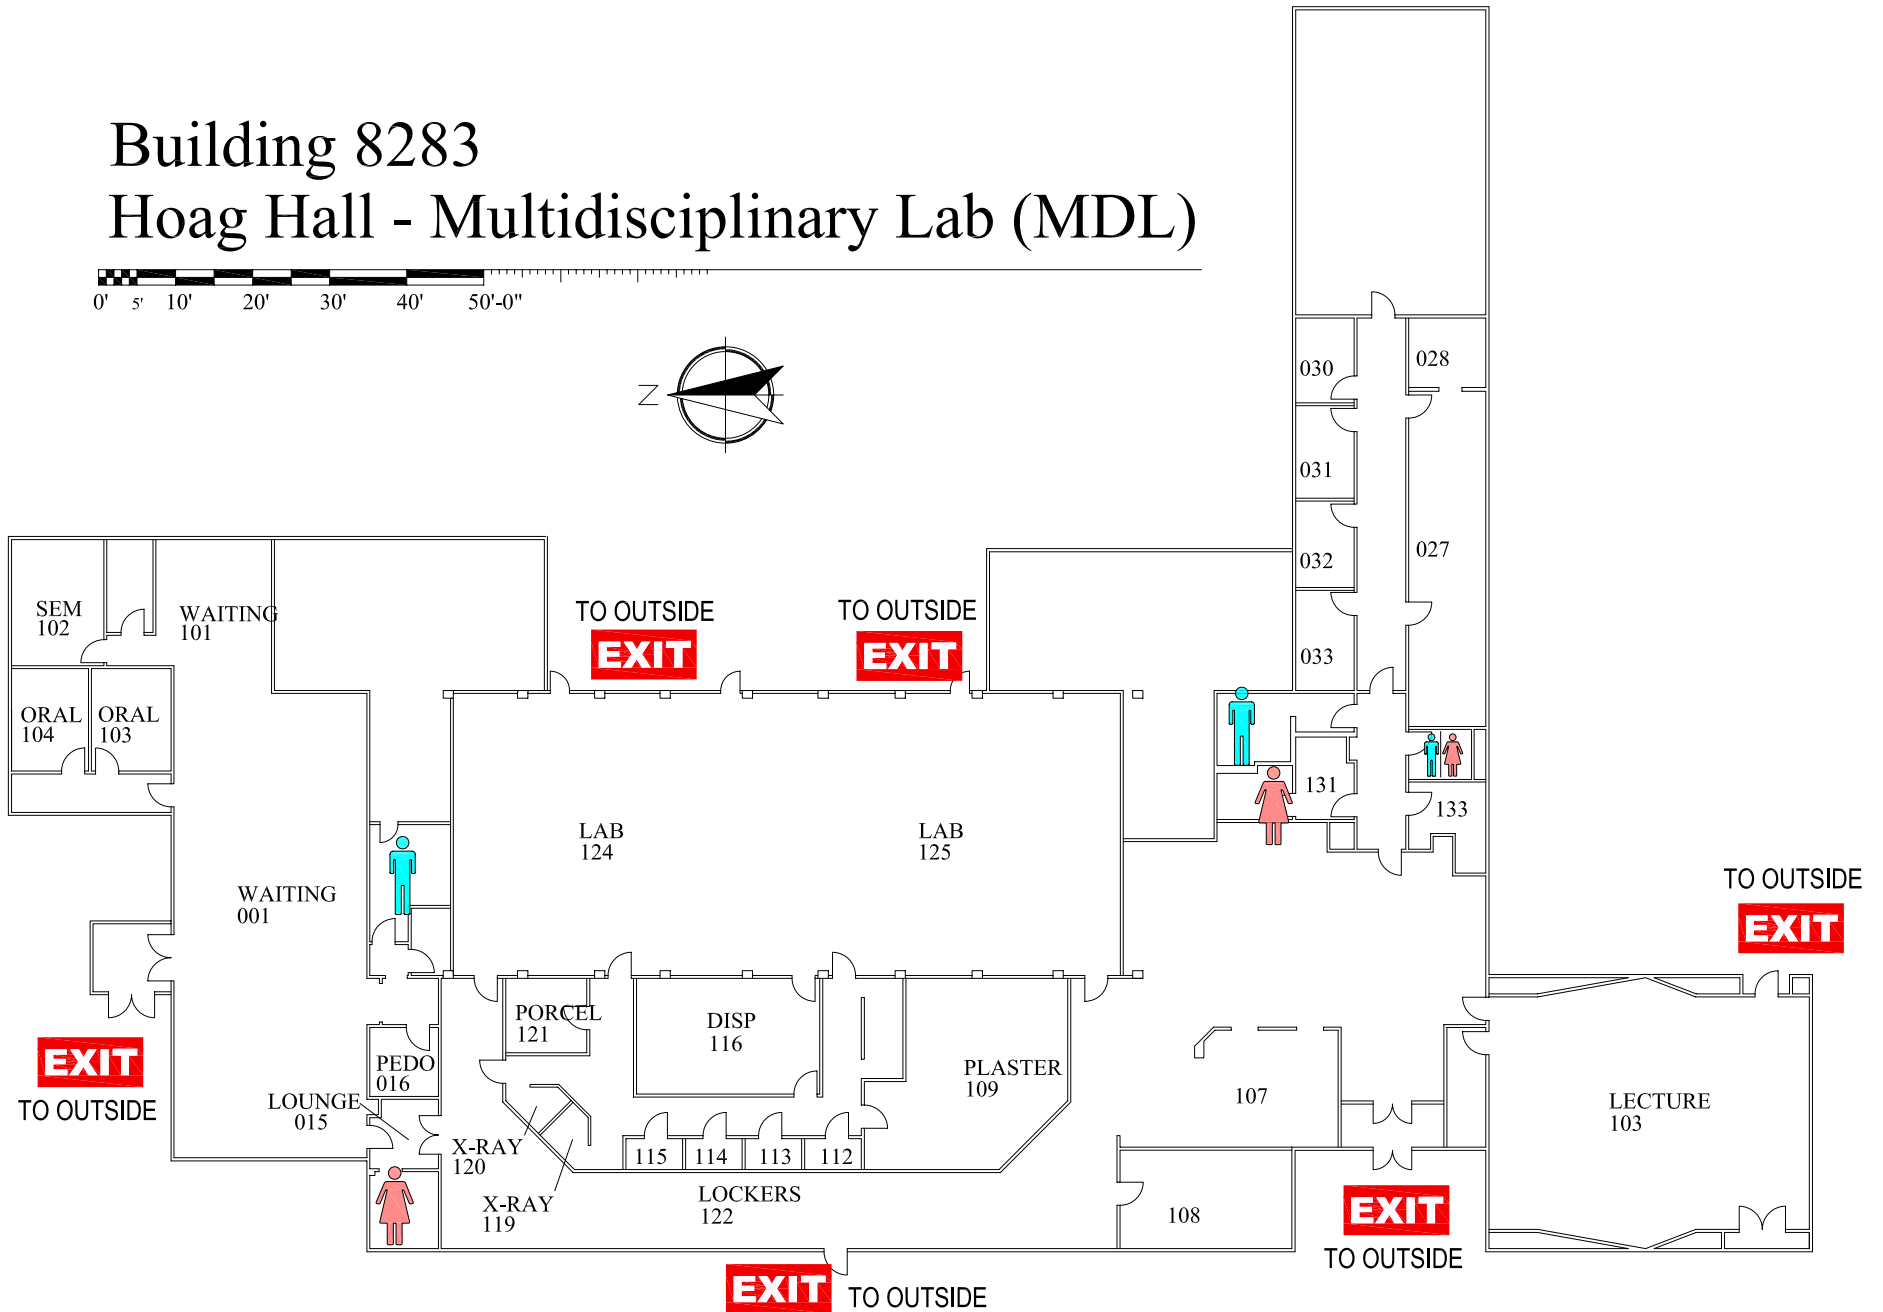 Building 8283
Hoag Hall - Multidisciplinary Lab (MDL)
0' 5' 10' 20' 30' 40' 50'-0"
N
030
028
031
032
027
033
SEM
102
WAITING
101
TO OUTSIDE
EXIT
TO OUTSIDE
EXIT
ORAL
104
ORAL
103
131
133
LAB
124
LAB
125
WAITING
001
TO OUTSIDE
EXIT
PORCEL
121
DISP
116
EXIT
TO OUTSIDE
PEDO
016
PLASTER
109
LOUNGE
015
107
LECTURE
103
X-RAY
120
115
114
113
112
X-RAY
119
LOCKERS
122
108
EXIT
TO OUTSIDE
EXIT
TO OUTSIDE